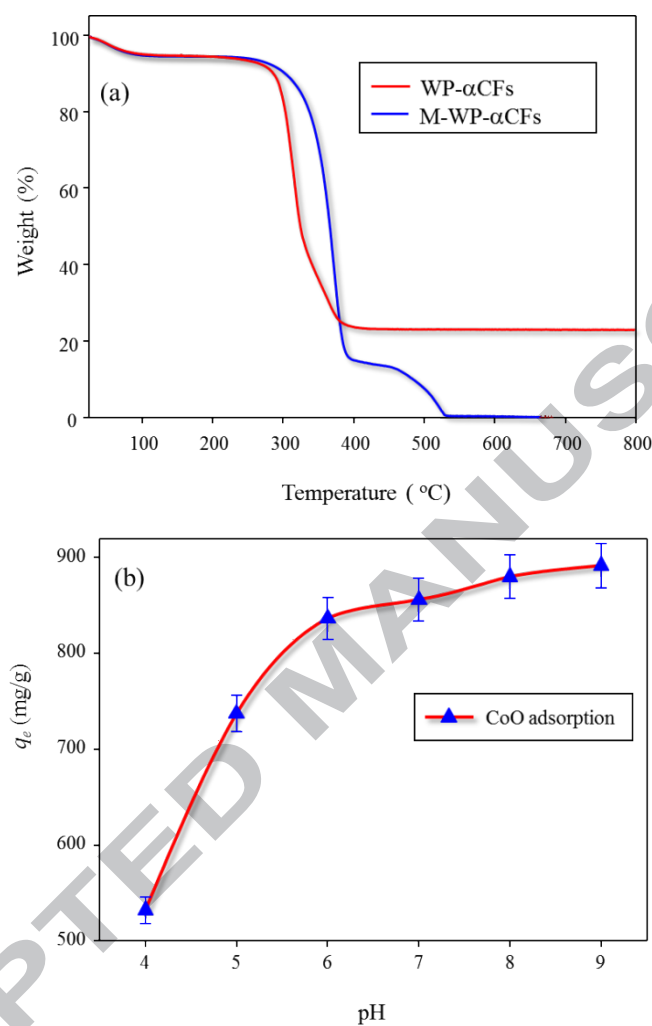 100
80
60
40
20
0
Weight (%)
(a)
WP-αCFs
M-WP-αCFs
100 200 300 400 500 600 700 800
Temperature ( °C)
900
800
700
600
500
qe (mg/g)
(b)
CoO adsorption
4 5 6 7 8 9
pH
PTED MANUSC